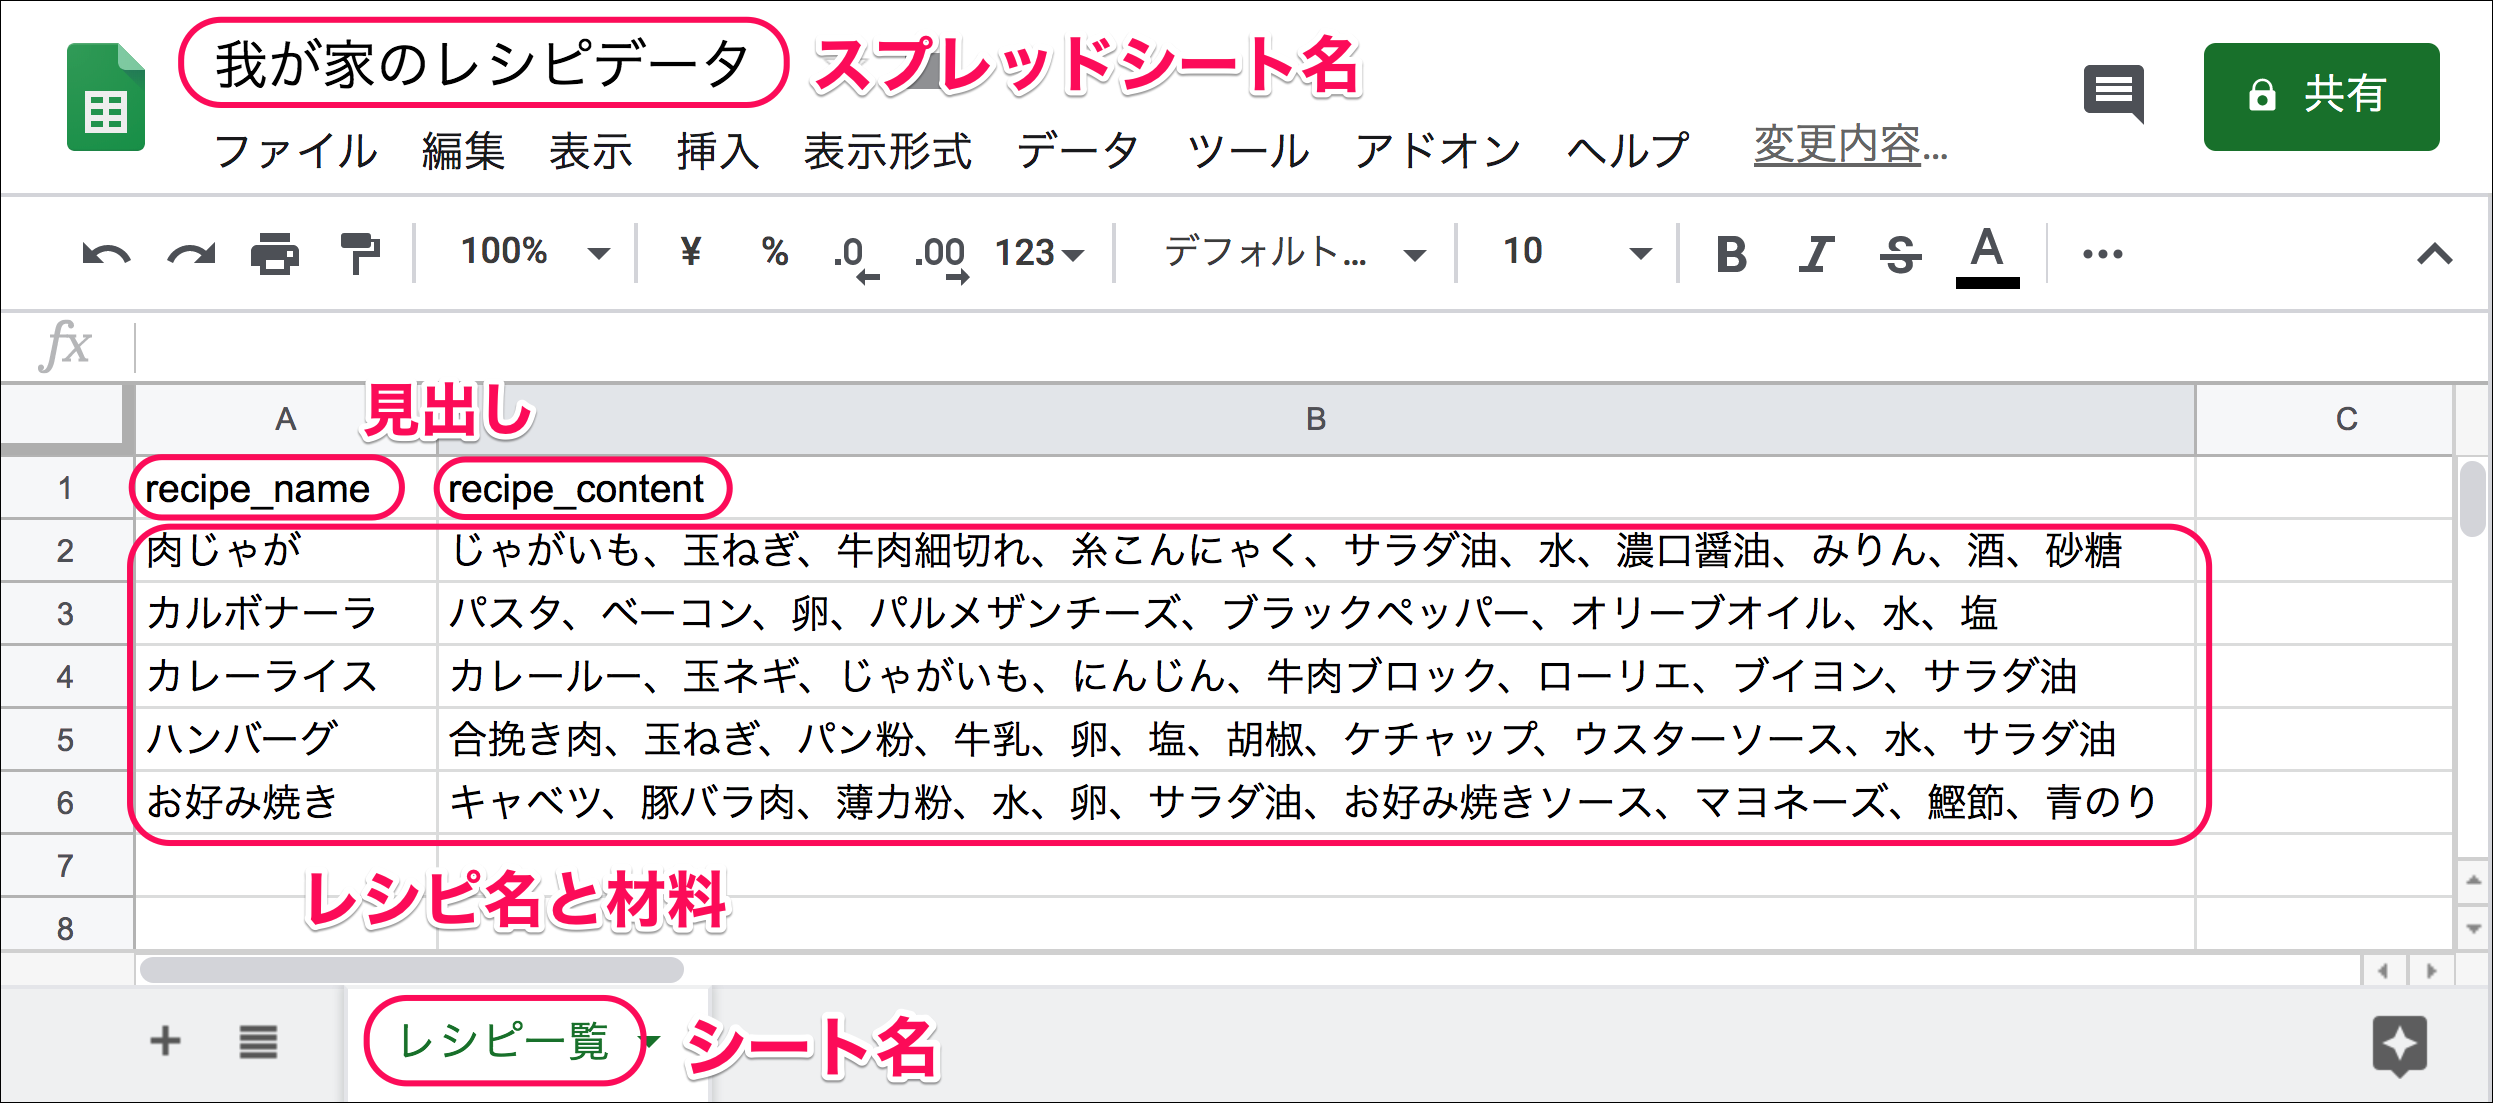 我が家のレシピデータ スプレッドシート名
共有
ファイル 編集 表示 挿入 表示形式 データ ツール アドオン ヘルプ 変更内容...
100% ¥ % .0 .00 123 デフォルト... 10 B I S A ...
fx
見出し
A B C
1 recipe_name recipe_content
2 肉じゃが じゃがいも、玉ねぎ、牛肉細切れ、糸こんにゃく、サラダ油、水、濃口醤油、みりん、酒、砂糖
3 カルボナーラ パスタ、ベーコン、卵、パルメザンチーズ、ブラックペッパー、オリーブオイル、水、塩
4 カレーライス カレールー、玉ネギ、じゃがいも、にんじん、牛肉ブロック、ローリエ、ブイヨン、サラダ油
5 ハンバーグ 合挽き肉、玉ねぎ、パン粉、牛乳、卵、塩、胡椒、ケチャップ、ウスターソース、水、サラダ油
6 お好み焼き キャベツ、豚バラ肉、薄力粉、水、卵、サラダ油、お好み焼きソース、マヨネーズ、鰹節、青のり
7
レシピ名と材料
8
レシピ一覧 シート名